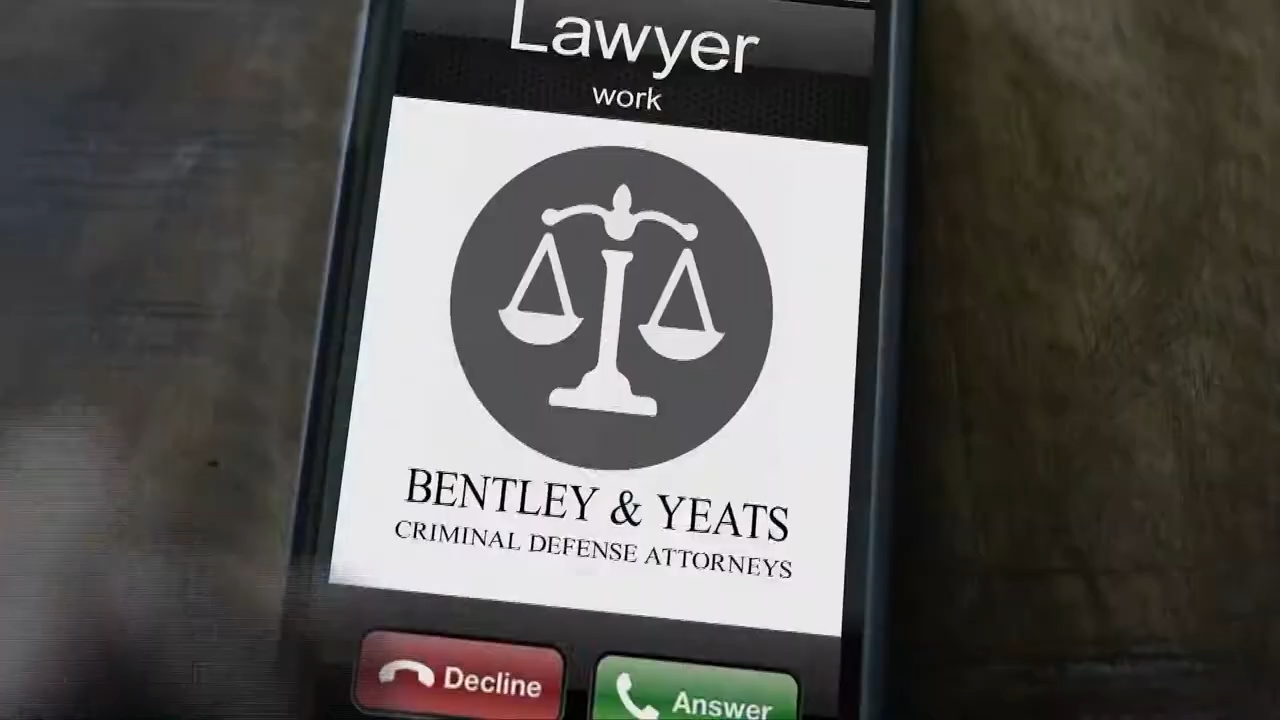 Lawyer
work
BENTLEY & YEATS
CRIMINAL DEFENSE ATTORNEYS
Decline
Answer